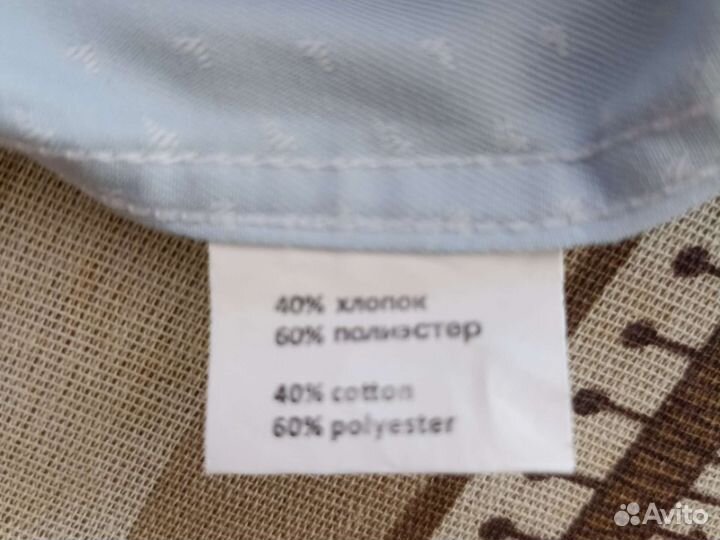 40% хлопок
60% полиэстер
40% cotton
60% polyester
Avito